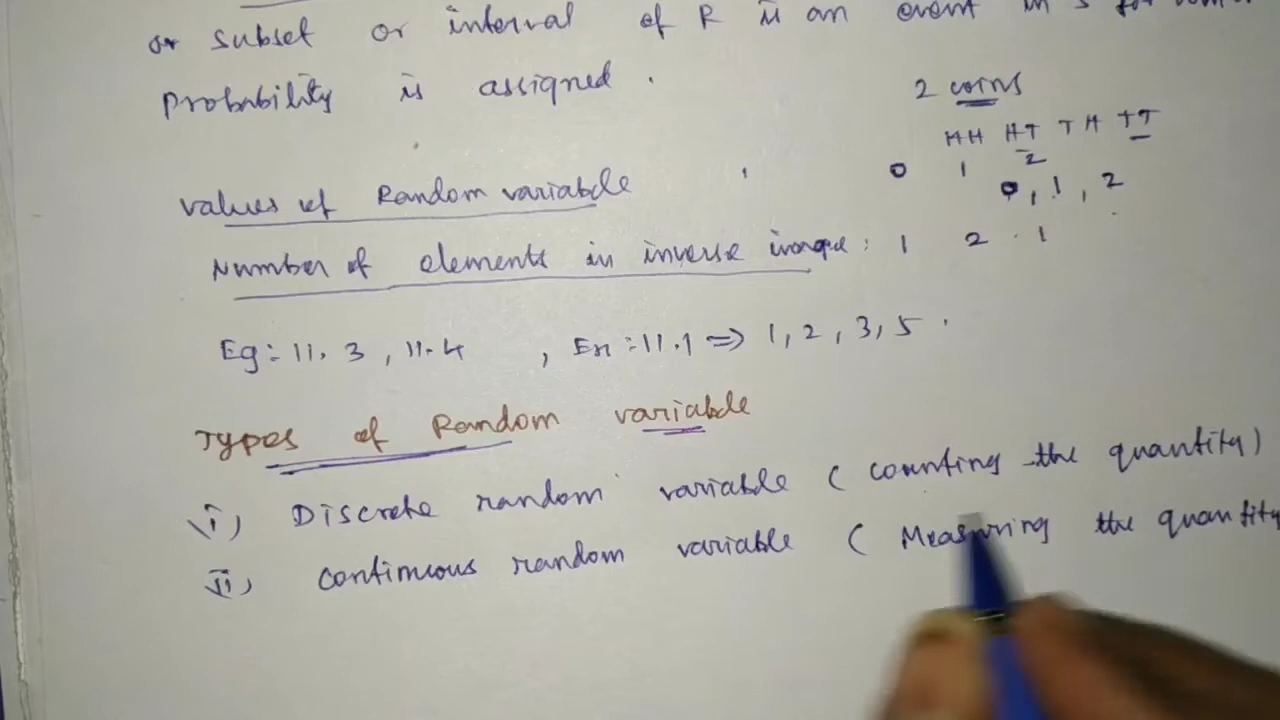 or subset or interval of R is an event in S for
Probability is assigned.
2 coins
HH HT TH TT
values of Random variable
0 1 2
0, 1, 2
Number of elements in inverse image: 1 2 1
Eg: 11.3, 11.4, Ex: 11.1 ⇒ 1, 2, 3, 5.
Types of Random variable
i) Discrete random variable (counting the quantity)
ii) continuous random variable (Measuring the quantity